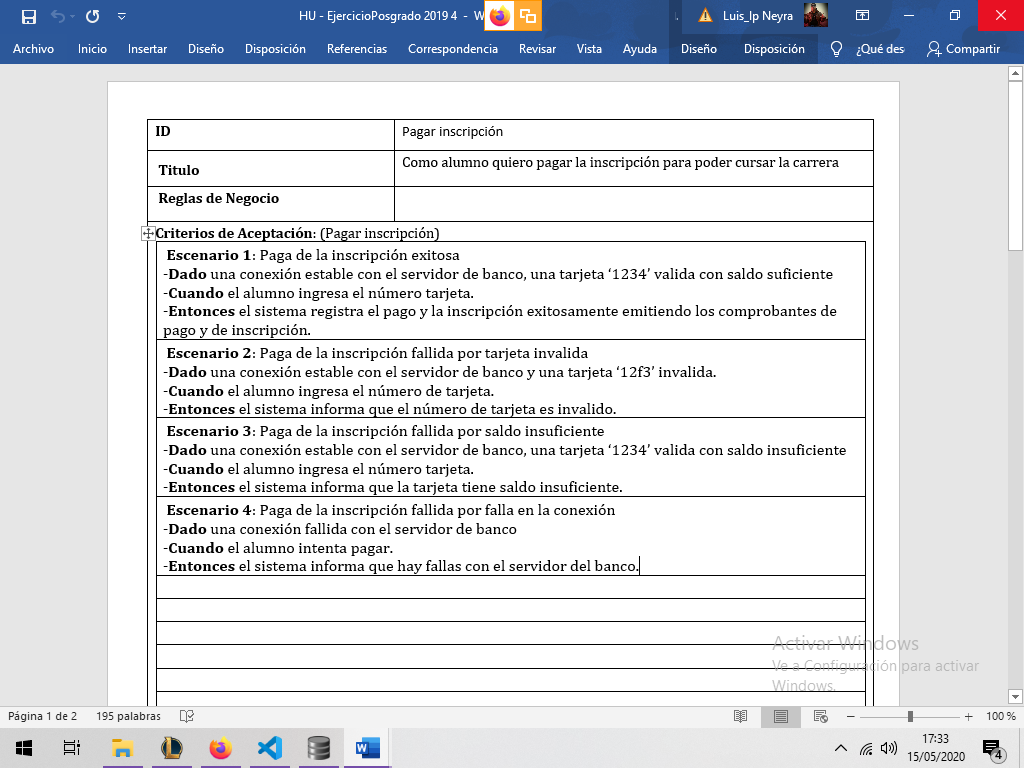 HU - EjercicioPosgrado 2019 4 - W
Luis_lp Neyra
Archivo Inicio Insertar Diseño Disposición Referencias Correspondencia Revisar Vista Ayuda Diseño Disposición ¿Qué des Compartir
ID Pagar inscripción
Titulo Como alumno quiero pagar la inscripción para poder cursar la carrera
Reglas de Negocio
Criterios de Aceptación: (Pagar inscripción)
Escenario 1: Paga de la inscripción exitosa
-Dado una conexión estable con el servidor de banco, una tarjeta ‘1234’ valida con saldo suficiente
-Cuando el alumno ingresa el número tarjeta.
-Entonces el sistema registra el pago y la inscripción exitosamente emitiendo los comprobantes de
pago y de inscripción.
Escenario 2: Paga de la inscripción fallida por tarjeta invalida
-Dado una conexión estable con el servidor de banco y una tarjeta ‘12f3’ invalida.
-Cuando el alumno ingresa el número de tarjeta.
-Entonces el sistema informa que el número de tarjeta es invalido.
Escenario 3: Paga de la inscripción fallida por saldo insuficiente
-Dado una conexión estable con el servidor de banco, una tarjeta ‘1234’ valida con saldo insuficiente
-Cuando el alumno ingresa el número tarjeta.
-Entonces el sistema informa que la tarjeta tiene saldo insuficiente.
Escenario 4: Paga de la inscripción fallida por falla en la conexión
-Dado una conexión fallida con el servidor de banco
-Cuando el alumno intenta pagar.
-Entonces el sistema informa que hay fallas con el servidor del banco.
Activar Windows
Ve a Configuración para activar
Windows.
Página 1 de 2 195 palabras 100 %
17:33
15/05/2020
4